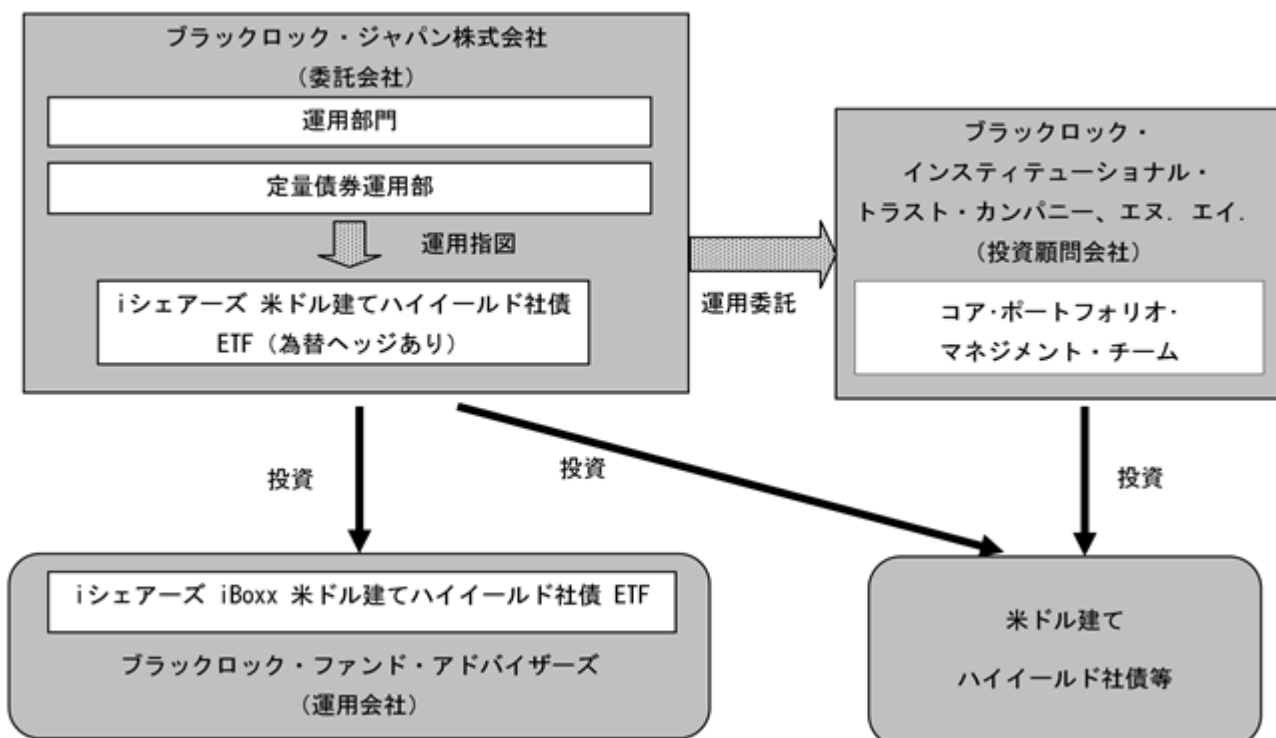 ブラックロック・ジャパン株式会社
（委託会社）
運用部門
定量債券運用部
運用指図
iシェアーズ 米ドル建てハイイールド社債
ETF（為替ヘッジあり）
運用委託
ブラックロック・
インスティテューショナル・
トラスト・カンパニー、エヌ. エイ.
（投資顧問会社）
コア・ポートフォリオ・
マネジメント・チーム
投資
投資
投資
iシェアーズ iBoxx 米ドル建てハイイールド社債 ETF
ブラックロック・ファンド・アドバイザーズ
（運用会社）
米ドル建て
ハイイールド社債等